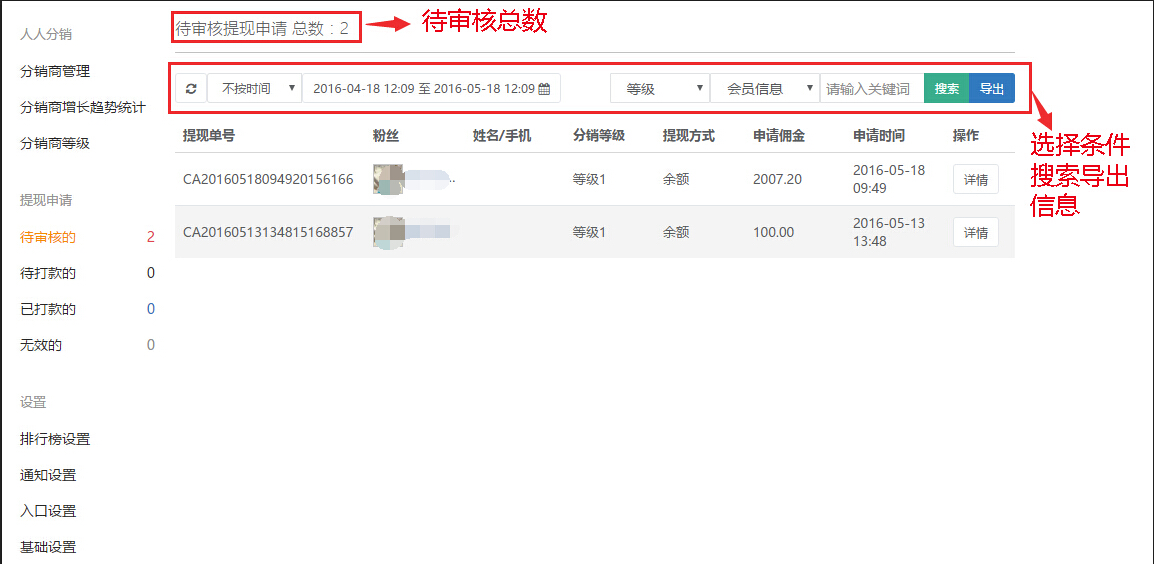 人人分销
分销商管理
分销商增长趋势统计
分销商等级
提现申请
待审核的 2
待打款的 0
已打款的 0
无效的 0
设置
排行榜设置
通知设置
入口设置
基础设置
待审核提现申请 总数：2
待审核总数
不按时间 2016-04-18 12:09 至 2016-05-18 12:09 等级 会员信息 请输入关键词 搜索 导出
选择条件
搜索导出
信息
提现单号 粉丝 姓名/手机 分销等级 提现方式 申请佣金 申请时间 操作
CA20160518094920156166 .. 等级1 余额 2007.20 2016-05-18 详情
09:49
CA20160513134815168857 等级1 余额 100.00 2016-05-13 详情
13:48